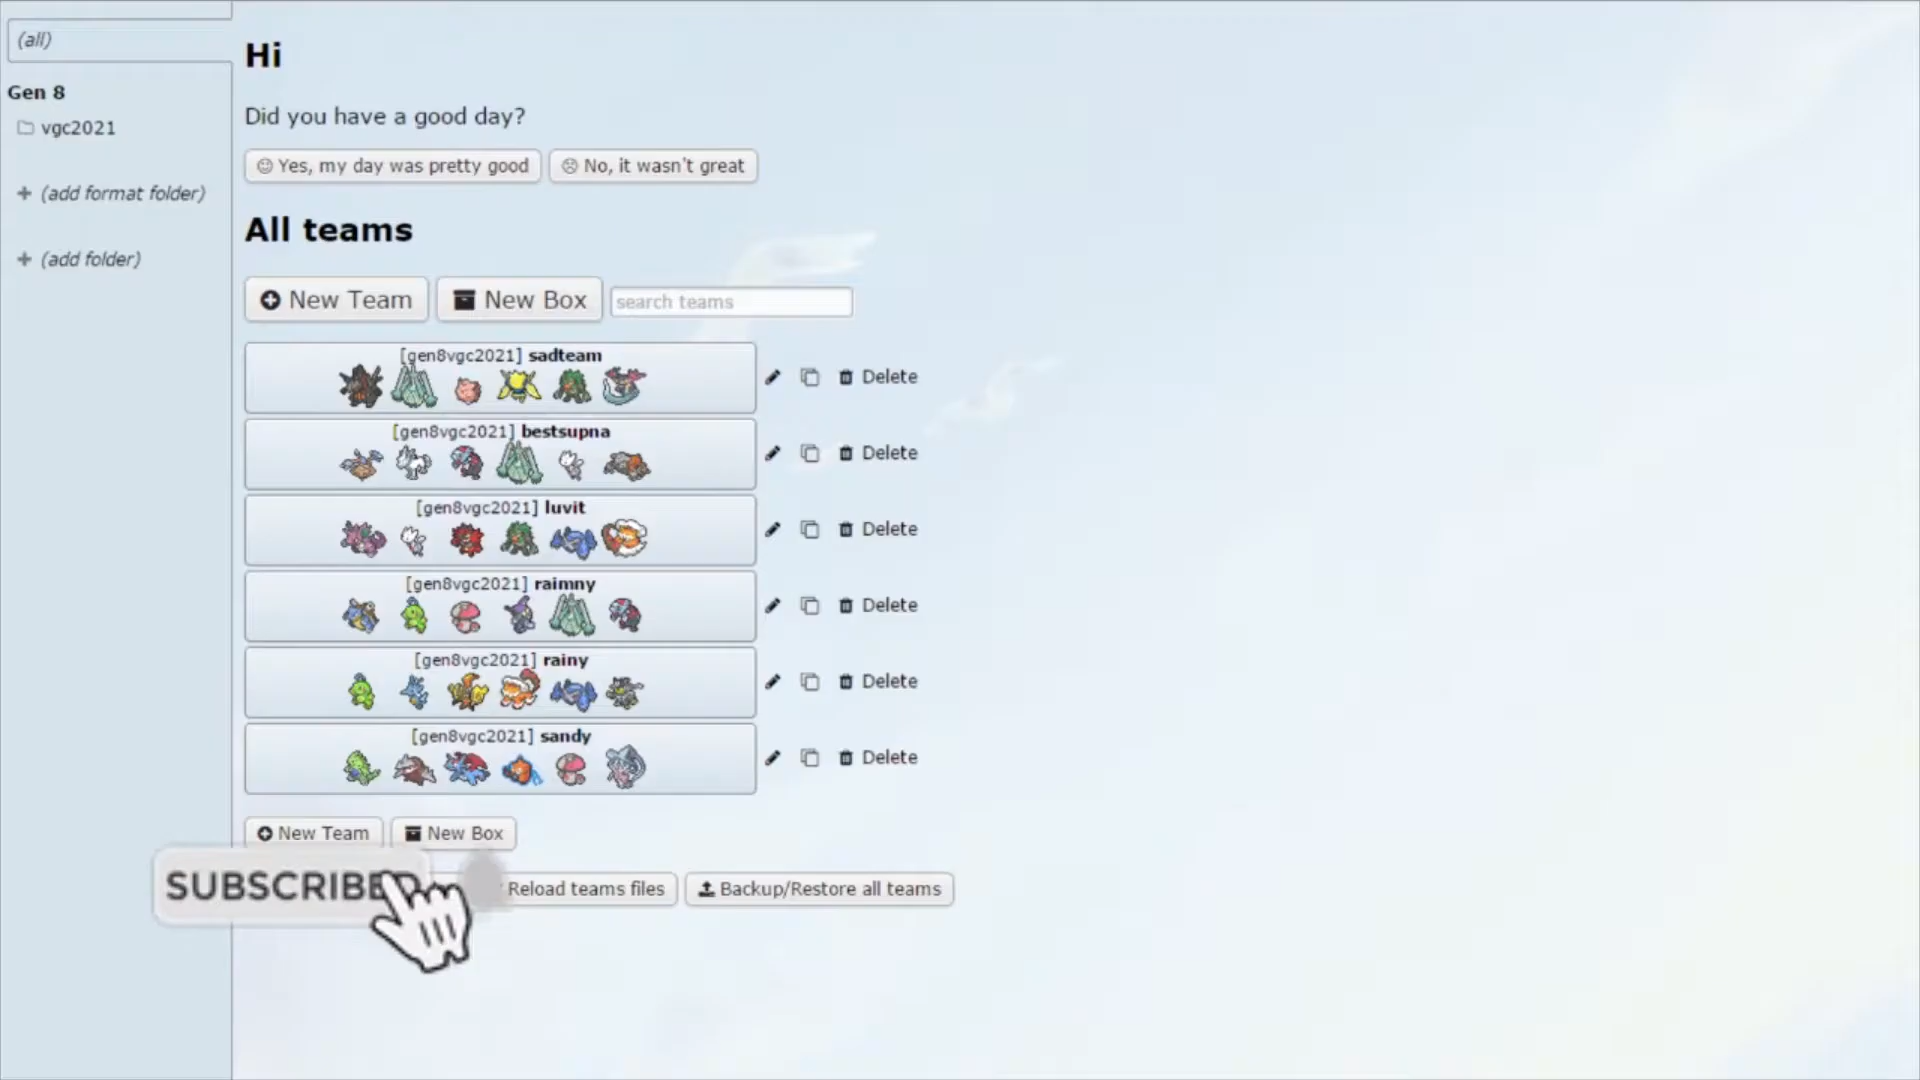 (all)
Gen 8
vgc2021
(add format folder)
(add folder)
Hi
Did you have a good day?
Yes, my day was pretty good
No, it wasn't great
All teams
New Team
New Box
search teams
[gen8vgc2021] sadteam
Delete
[gen8vgc2021] bestsupna
Delete
[gen8vgc2021] luvit
Delete
[gen8vgc2021] raimny
Delete
[gen8vgc2021] rainy
Delete
[gen8vgc2021] sandy
Delete
New Team
New Box
SUBSCRIBED
Reload teams files
Backup/Restore all teams